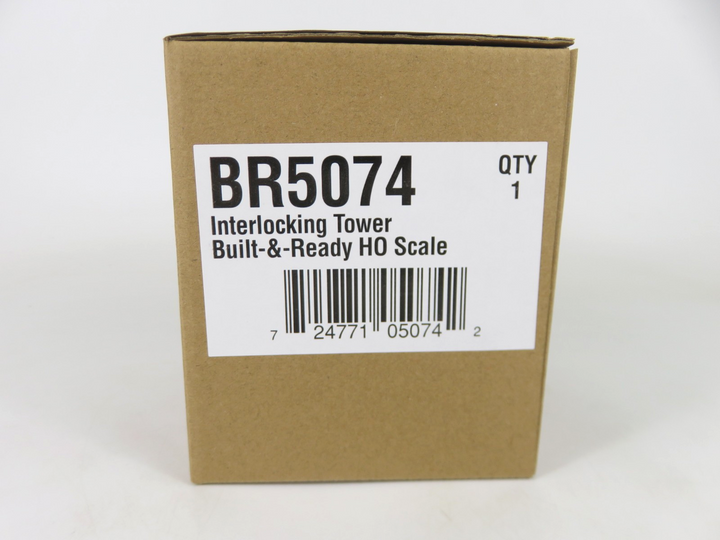 BR5074
QTY
1
Interlocking Tower
Built-&-Ready HO Scale
7 24771 05074 2